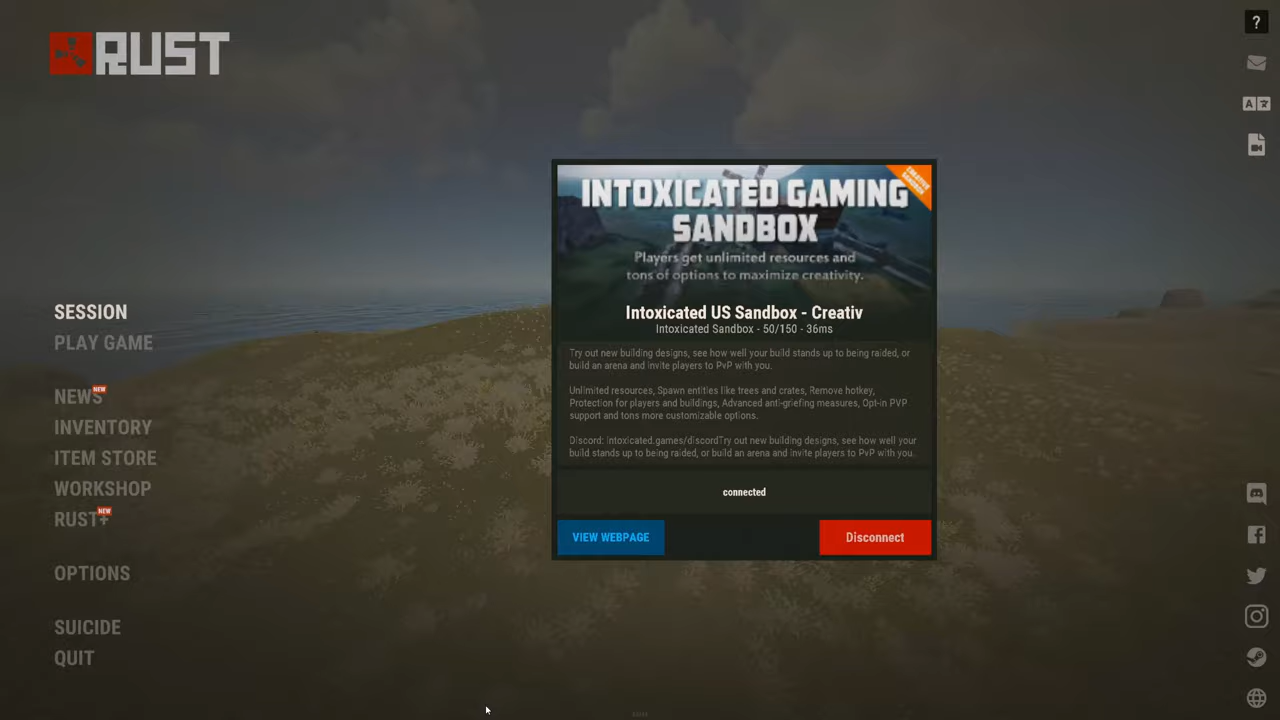 RUST
?
SESSION
PLAY GAME
NEWS NEW
INVENTORY
ITEM STORE
WORKSHOP
RUST+ NEW
OPTIONS
SUICIDE
QUIT
INTOXICATED GAMING
SANDBOX
CREATIVE
SANDBOX
Players get unlimited resources and
tons of options to maximize creativity.
Intoxicated US Sandbox - Creativ
Intoxicated Sandbox - 50/150 - 36ms
Try out new building designs, see how well your build stands up to being raided, or
build an arena and invite players to PvP with you.
Unlimited resources, Spawn entities like trees and crates, Remove hotkey,
Protection for players and buildings, Advanced anti-griefing measures, Opt-in PVP
support and tons more customizable options.
Discord: intoxicated.games/discordTry out new building designs, see how well your
build stands up to being raided, or build an arena and invite players to PvP with you.
connected
VIEW WEBPAGE
Disconnect